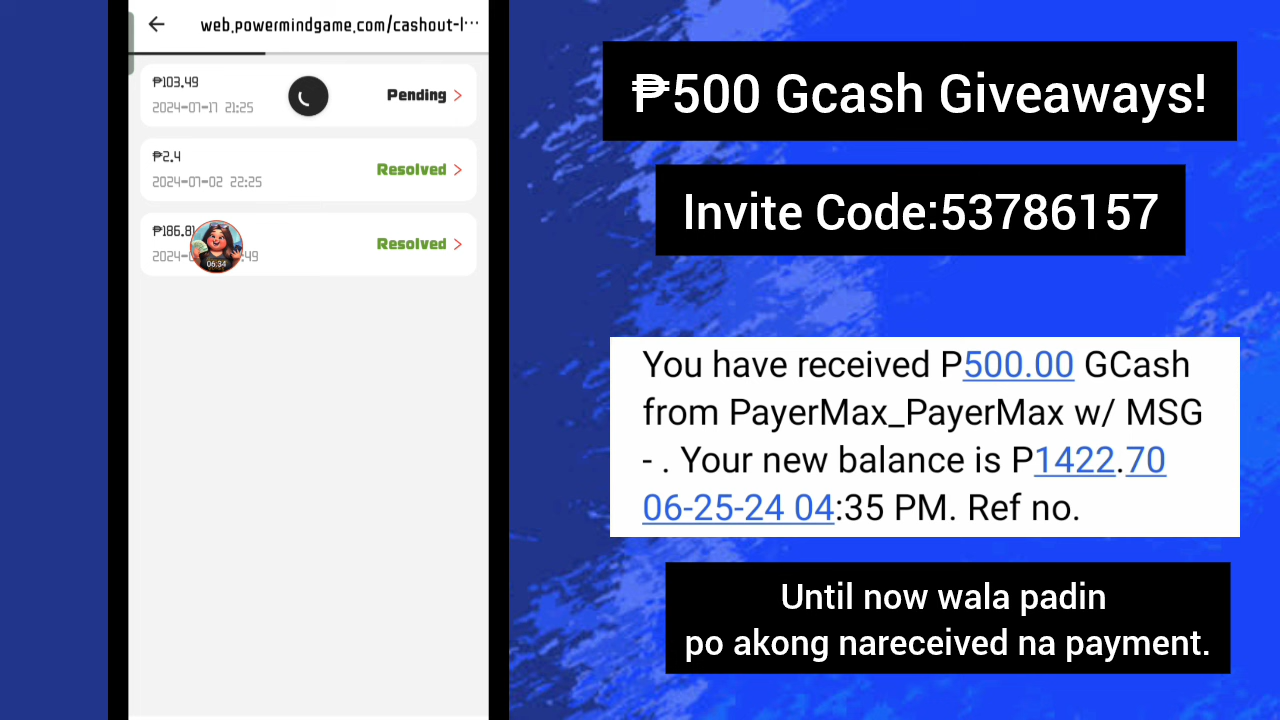 web.powermindgame.com/cashout-l···
₱103.49
Pending
2024-07-17 21:25
₱2.4
Resolved
2024-07-02 22:25
₱186.8
Resolved
2024-
:49
06:34
₱500 Gcash Giveaways!
Invite Code:53786157
You have received P500.00 GCash
from PayerMax_PayerMax w/ MSG
- . Your new balance is P1422.70
06-25-24 04:35 PM. Ref no.
Until now wala padin
po akong nareceived na payment.